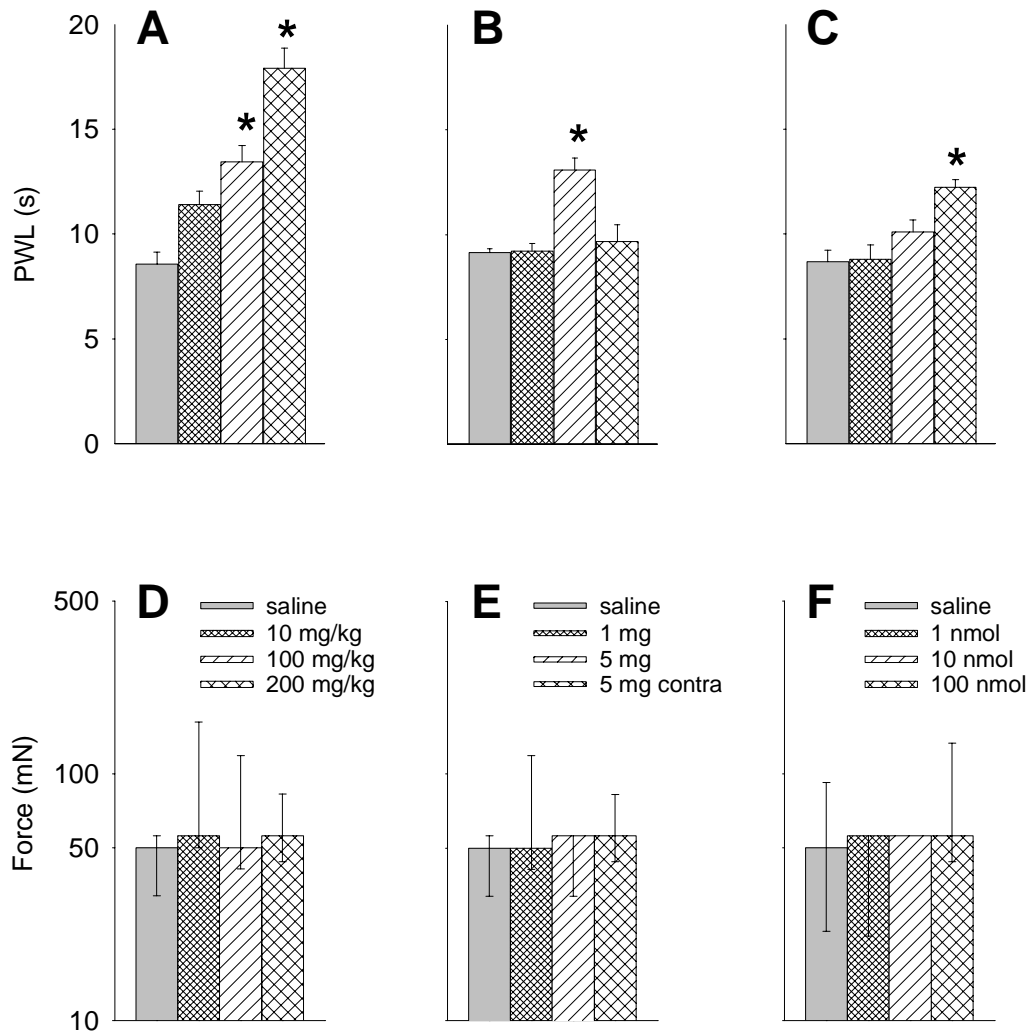 20
A
*
*
B
*
C
*
15
10
5
0
PWL (s)
500
D
saline
10 mg/kg
100 mg/kg
200 mg/kg
E
saline
1 mg
5 mg
5 mg contra
F
saline
1 nmol
10 nmol
100 nmol
100
50
10
Force (mN)